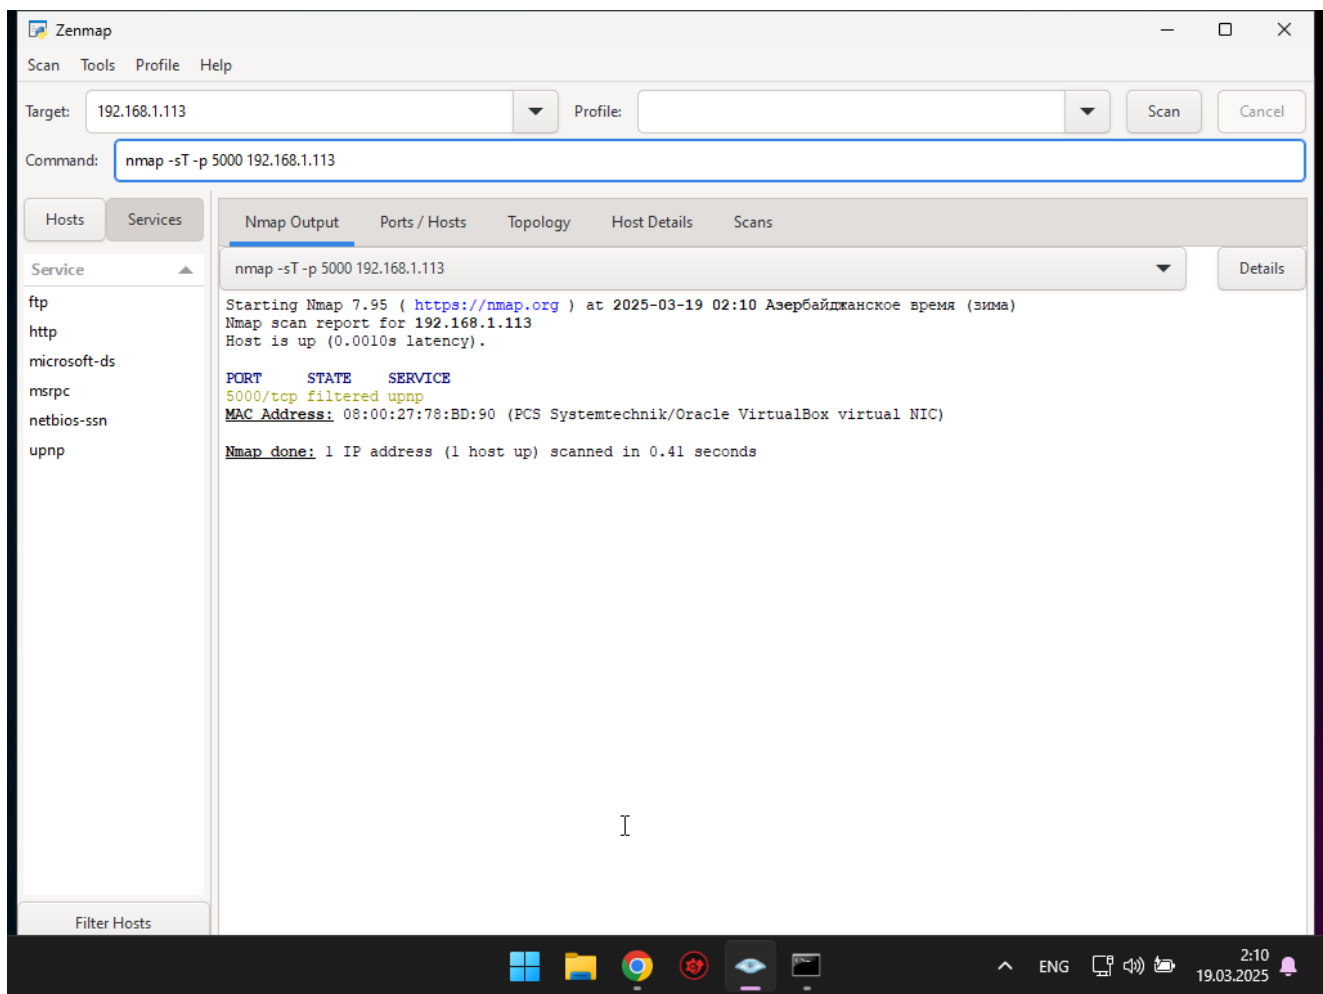 Zenmap
Scan Tools Profile Help
Target: 192.168.1.113 Profile: Scan Cancel
Command: nmap -sT -p 5000 192.168.1.113
Hosts Services
Nmap Output Ports / Hosts Topology Host Details Scans
Service
nmap -sT -p 5000 192.168.1.113 Details
ftp
http
microsoft-ds
msrpc
netbios-ssn
upnp
Starting Nmap 7.95 ( https://nmap.org ) at 2025-03-19 02:10 Азербайджанское время (зима)
Nmap scan report for 192.168.1.113
Host is up (0.0010s latency).
PORT STATE SERVICE
5000/tcp filtered upnp
MAC Address: 08:00:27:78:BD:90 (PCS Systemtechnik/Oracle VirtualBox virtual NIC)
Nmap done: 1 IP address (1 host up) scanned in 0.41 seconds
Filter Hosts
ENG
2:10
19.03.2025